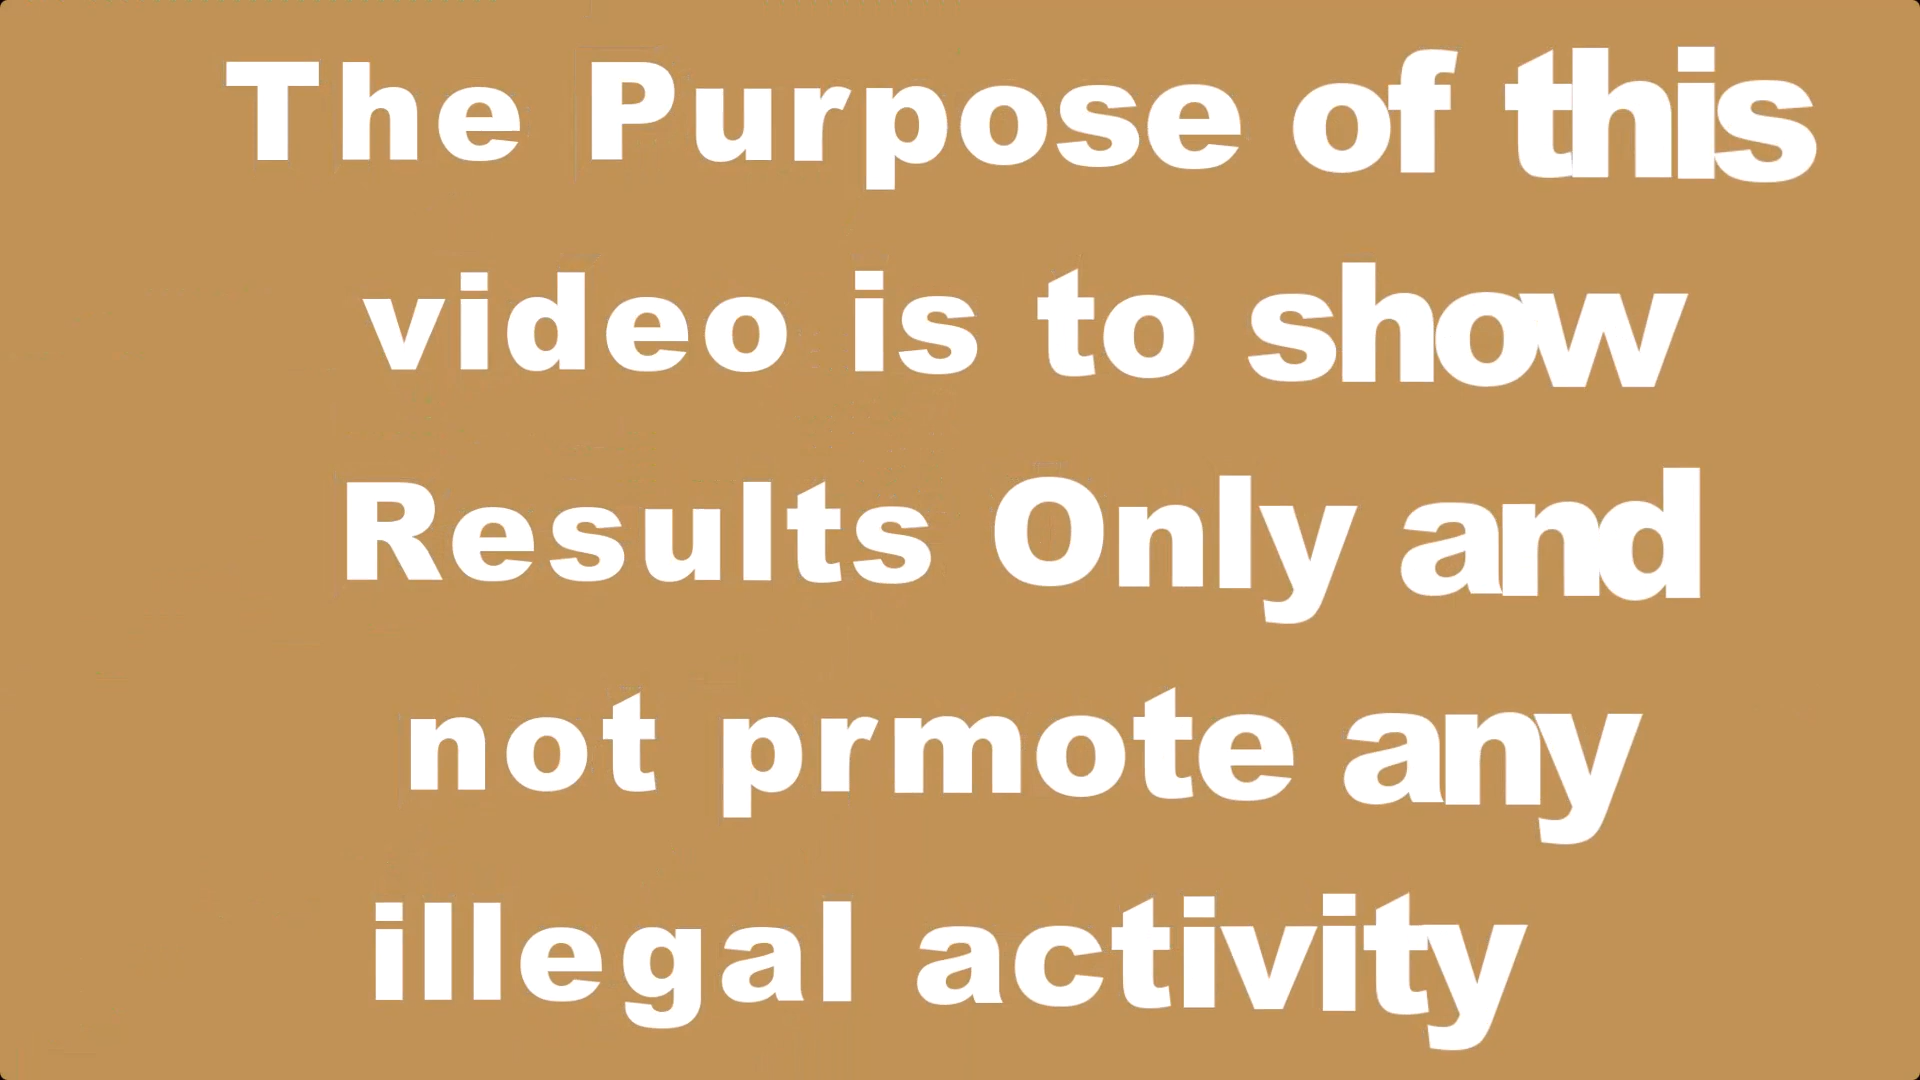 The Purpose of this
video is to show
Results Only and
not prmote any
illegal activity